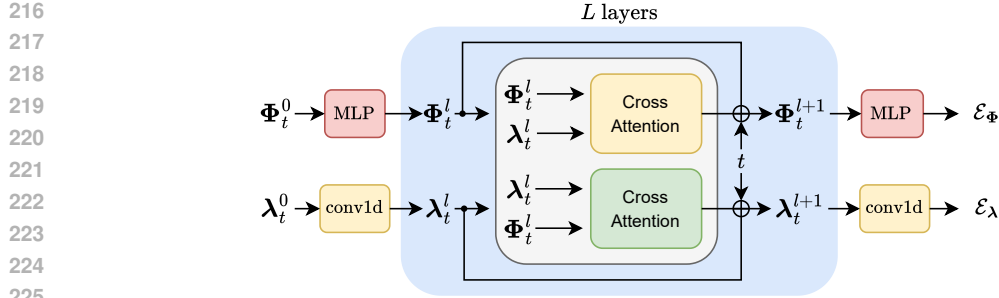 216
L layers
217
218
Φ_t^l Cross
219
Φ_t^0 MLP Φ_t^l λ_t^l Attention Φ_t^{l+1} MLP ℰ_Φ
220
t
221
λ_t^l Cross
222
λ_t^0 conv1d λ_t^l Φ_t^l Attention λ_t^{l+1} conv1d ℰ_λ
223
224
225